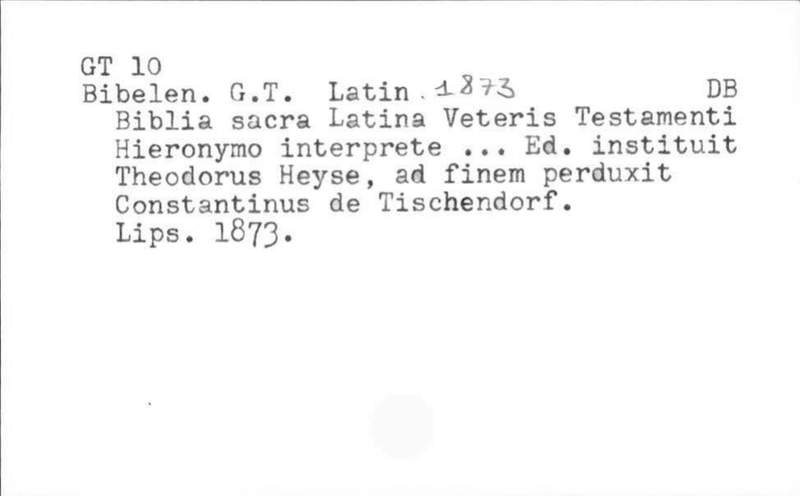 GT 10
Bibelen. G.T. Latin. 1873 DB
Biblia sacra Latina Veteris Testamenti
Hieronymo interprete ... Ed. instituit
Theodorus Heyse, ad finem perduxit
Constantinus de Tischendorf.
Lips. 1873.